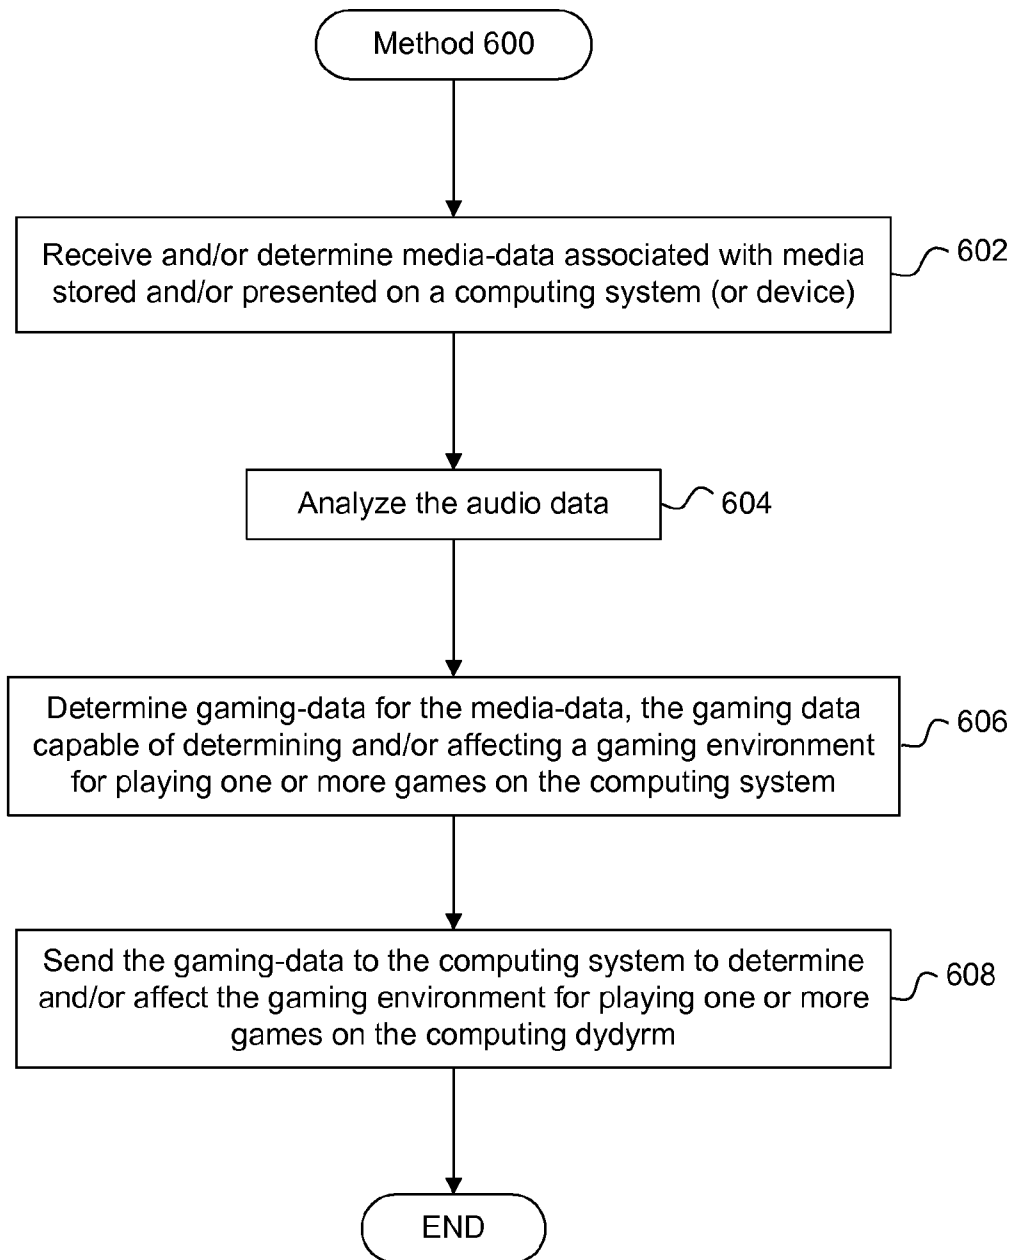 Method 600
Receive and/or determine media-data associated with media
stored and/or presented on a computing system (or device)
602
Analyze the audio data
604
Determine gaming-data for the media-data, the gaming data
capable of determining and/or affecting a gaming environment
for playing one or more games on the computing system
606
Send the gaming-data to the computing system to determine
and/or affect the gaming environment for playing one or more
games on the computing dydyrm
608
END